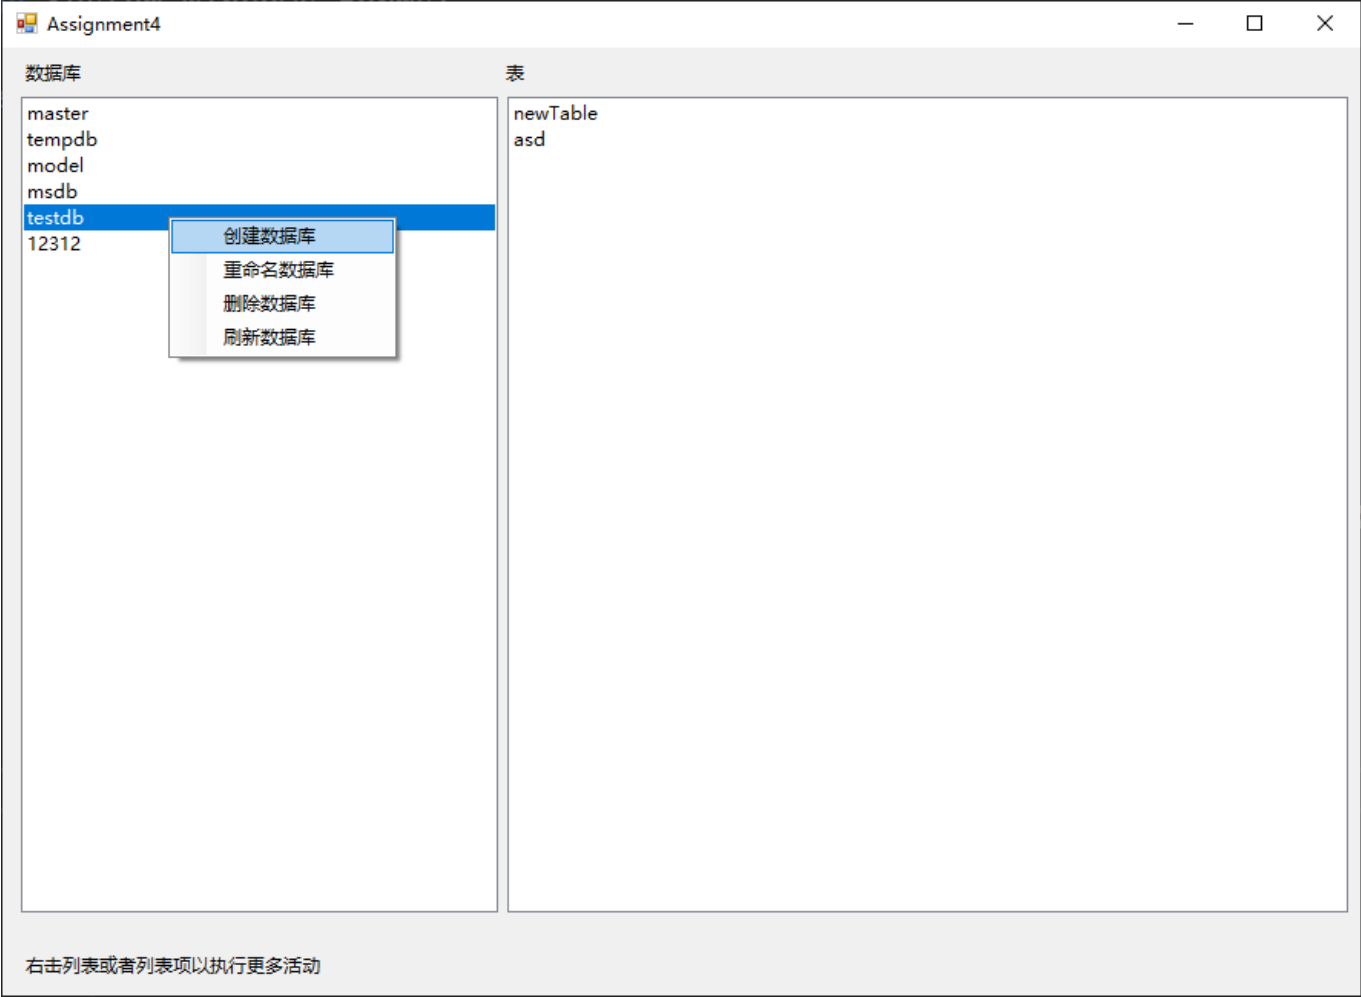 Assignment4
数据库
表
master
tempdb
model
msdb
testdb
12312
创建数据库
重命名数据库
删除数据库
刷新数据库
newTable
asd
右击列表或者列表项以执行更多活动